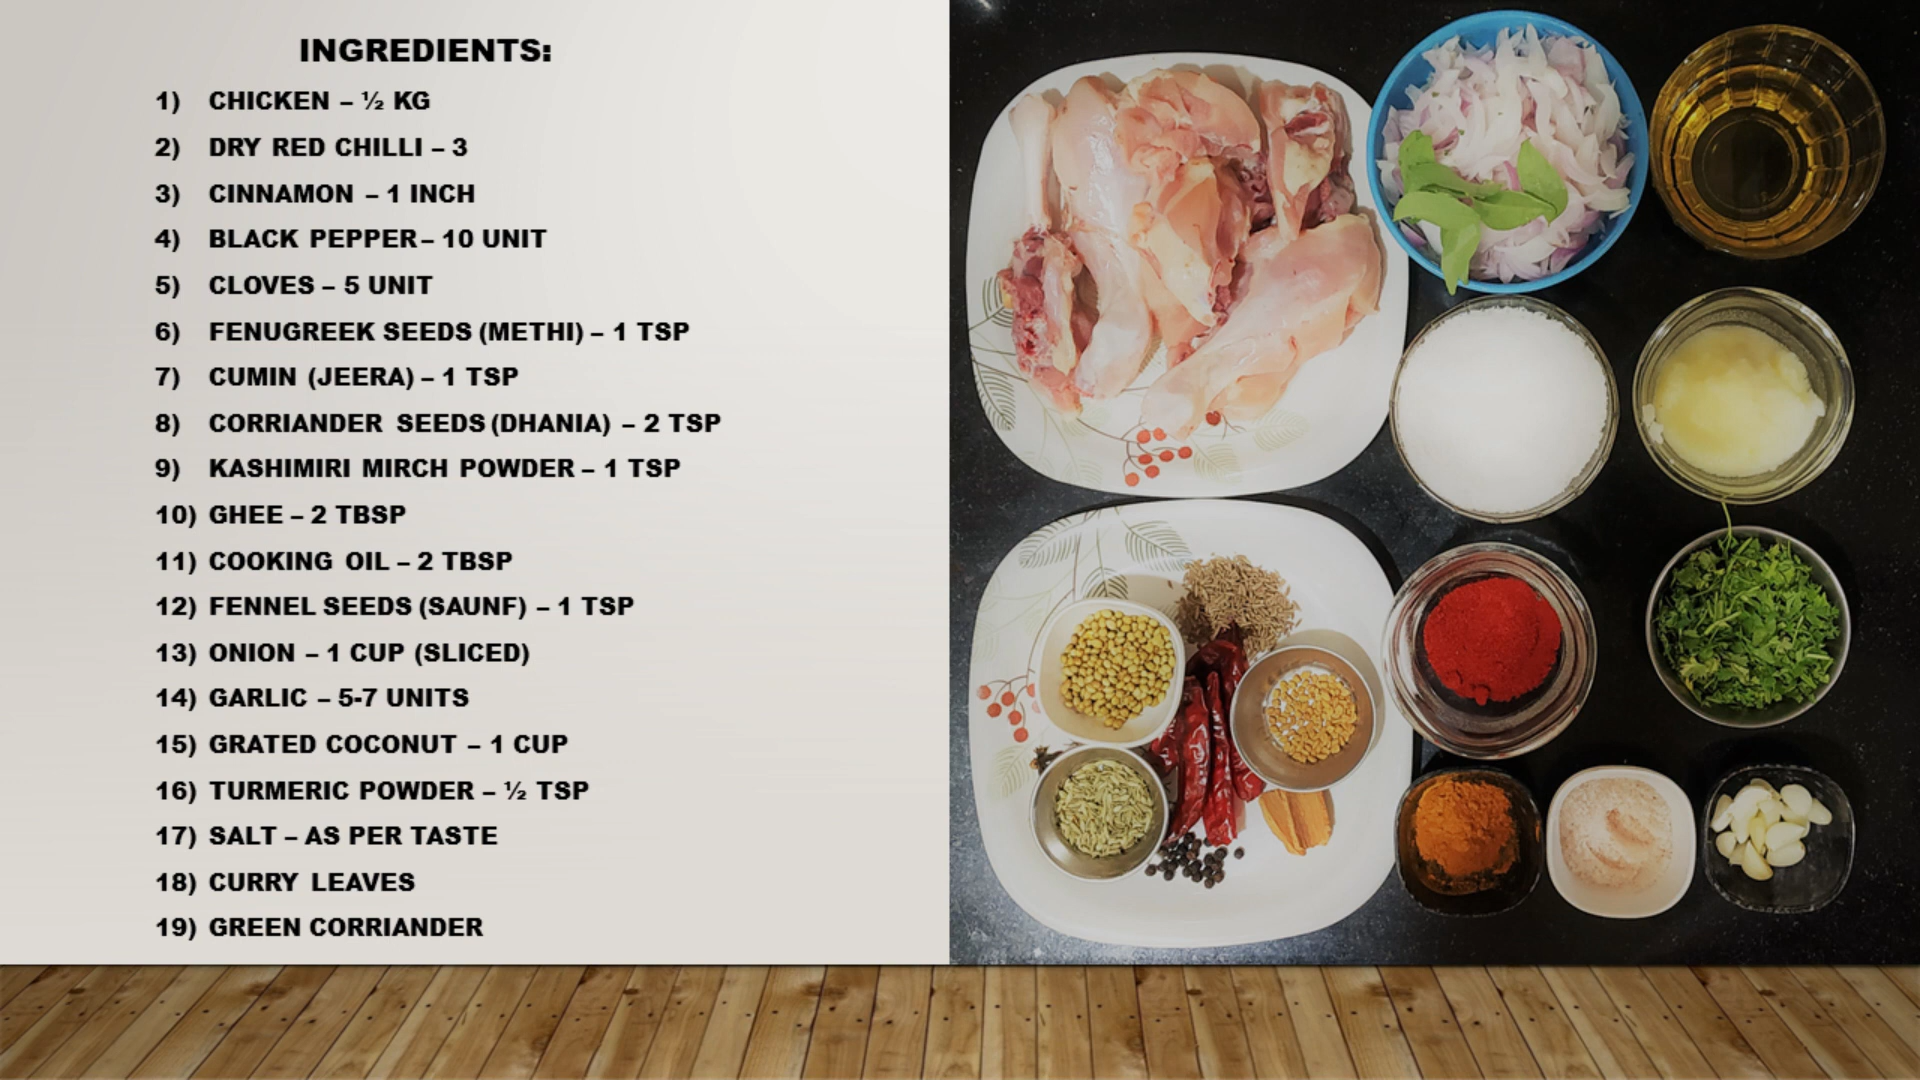 INGREDIENTS:
1) CHICKEN – ½ KG
2) DRY RED CHILLI – 3
3) CINNAMON – 1 INCH
4) BLACK PEPPER – 10 UNIT
5) CLOVES – 5 UNIT
6) FENUGREEK SEEDS (METHI) – 1 TSP
7) CUMIN (JEERA) – 1 TSP
8) CORRIANDER SEEDS (DHANIA) – 2 TSP
9) KASHIMIRI MIRCH POWDER – 1 TSP
10) GHEE – 2 TBSP
11) COOKING OIL – 2 TBSP
12) FENNEL SEEDS (SAUNF) – 1 TSP
13) ONION – 1 CUP (SLICED)
14) GARLIC – 5-7 UNITS
15) GRATED COCONUT – 1 CUP
16) TURMERIC POWDER – ½ TSP
17) SALT – AS PER TASTE
18) CURRY LEAVES
19) GREEN CORRIANDER